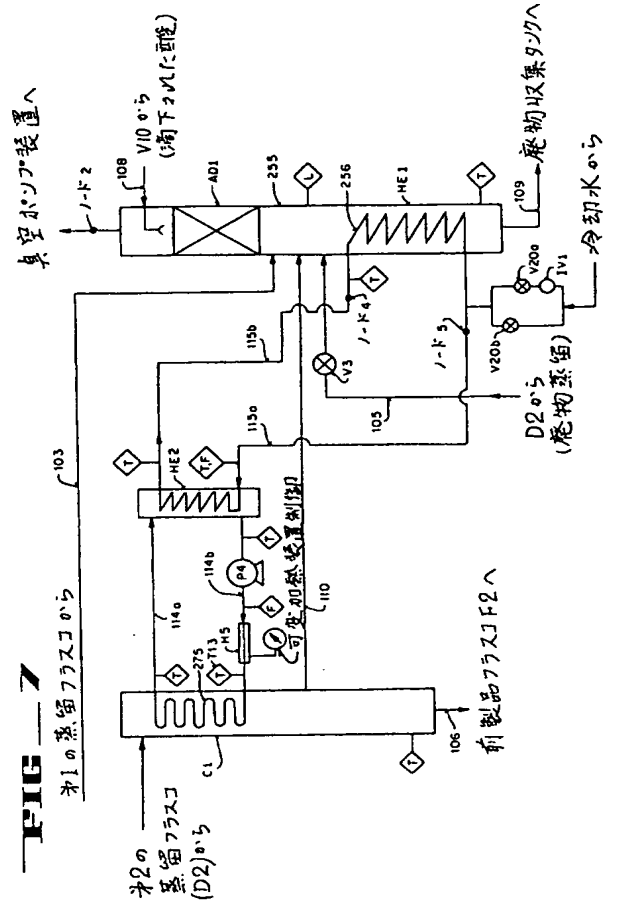 FIG_7
真空ポンプ装置へ
ノード2
108
V10から
(滴下された酸)
AD1
255
L
256
HE1
T
109
廃物収集タンクへ
冷却水から
103
第1の蒸留フラスコから
115b
T
ノード4
V3
ノード5
V20a
IV1
V20b
115a
105
D2から
(廃物蒸留)
T
HE2
T,F
114a
T
P4
114b
F
H5
可変加熱装置制御
110
T
275
T13
T
C1
T
106
前製品フラスコF2へ
第2の
蒸留フラスコ
(D2)から